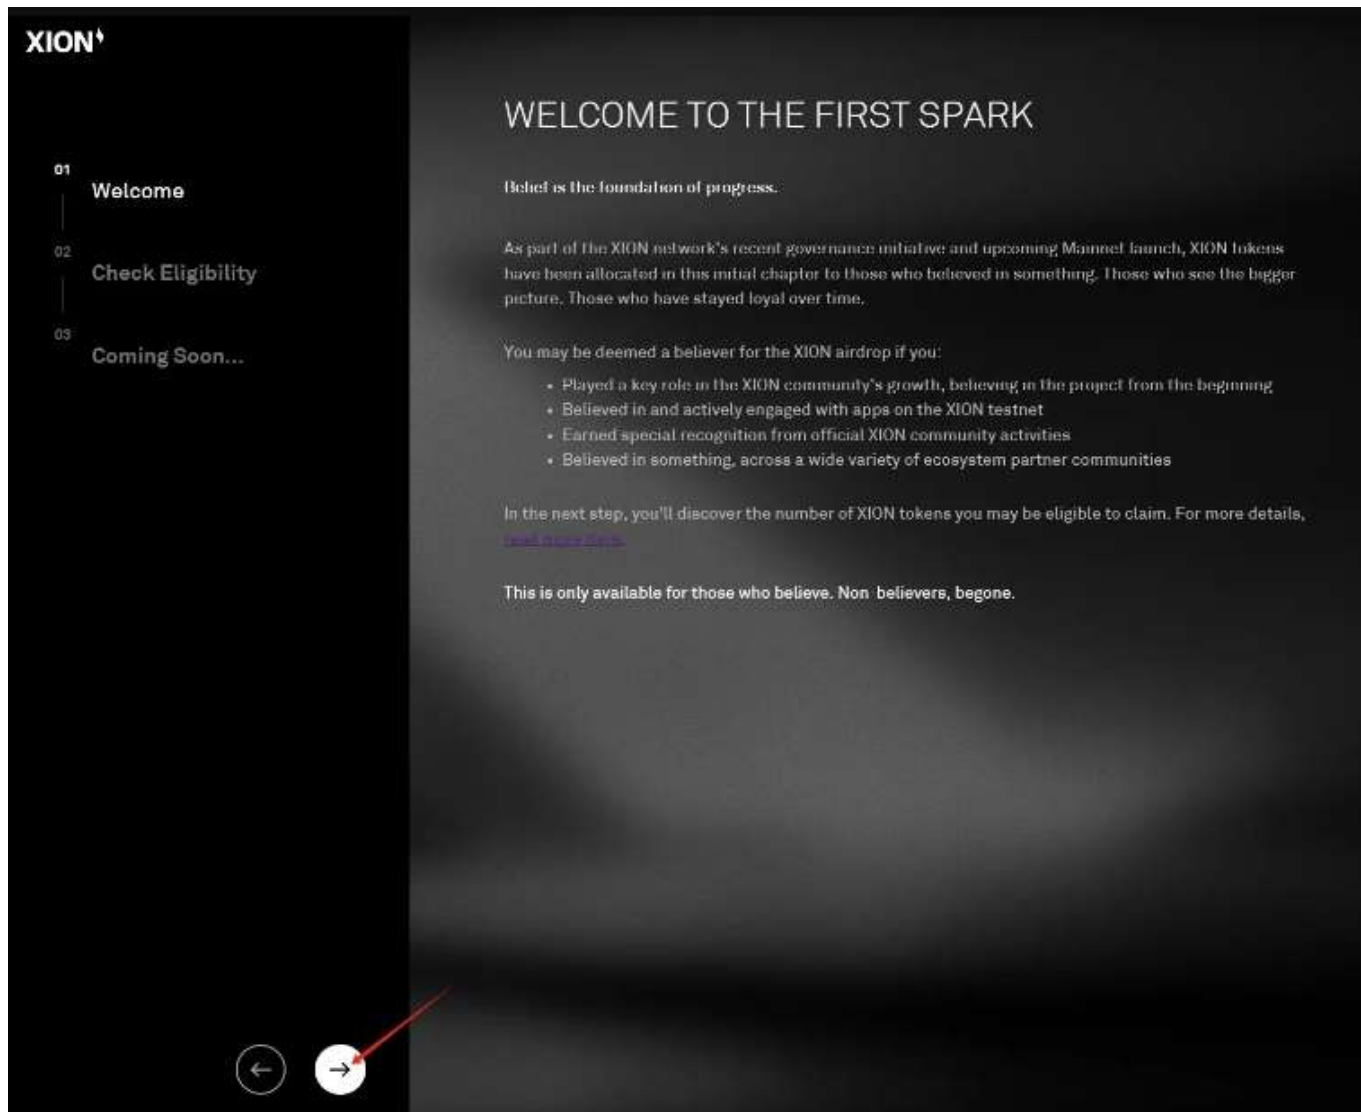 XION
WELCOME TO THE FIRST SPARK
01
Welcome
02
Check Eligibility
03
Coming Soon...
Belief is the foundation of progress.
As part of the XION network's recent governance initiative and upcoming Mainnet launch, XION tokens
have been allocated in this initial chapter to those who believed in something. Those who see the bigger
picture. Those who have stayed loyal over time.
You may be deemed a believer for the XION airdrop if you:
• Played a key role in the XION community's growth, believing in the project from the beginning
• Believed in and actively engaged with apps on the XION testnet
• Earned special recognition from official XION community activities
• Believed in something, across a wide variety of ecosystem partner communities
In the next step, you'll discover the number of XION tokens you may be eligible to claim. For more details,
read more here.
This is only available for those who believe. Non believers, begone.